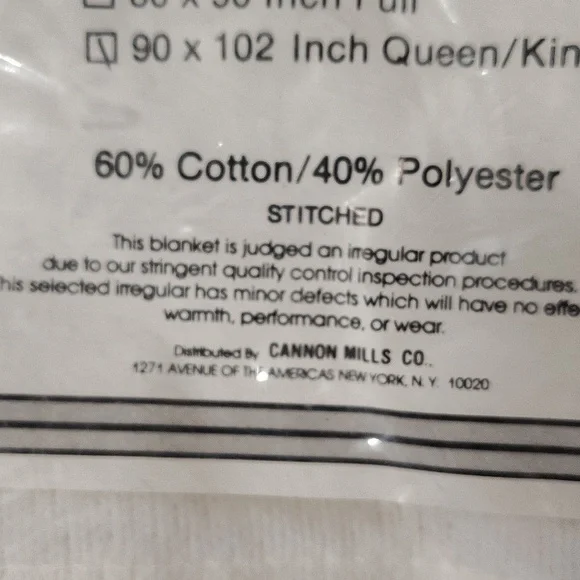 90 x 102 Inch Queen/Kin
60% Cotton/40% Polyester
STITCHED
This blanket is judged an irregular product
due to our stringent quality control inspection procedures.
his selected irregular has minor defects which will have no effe
warmth, performance, or wear.
Distributed By CANNON MILLS CO..
1271 AVENUE OF THE AMERICAS NEW YORK, N. Y. 10020